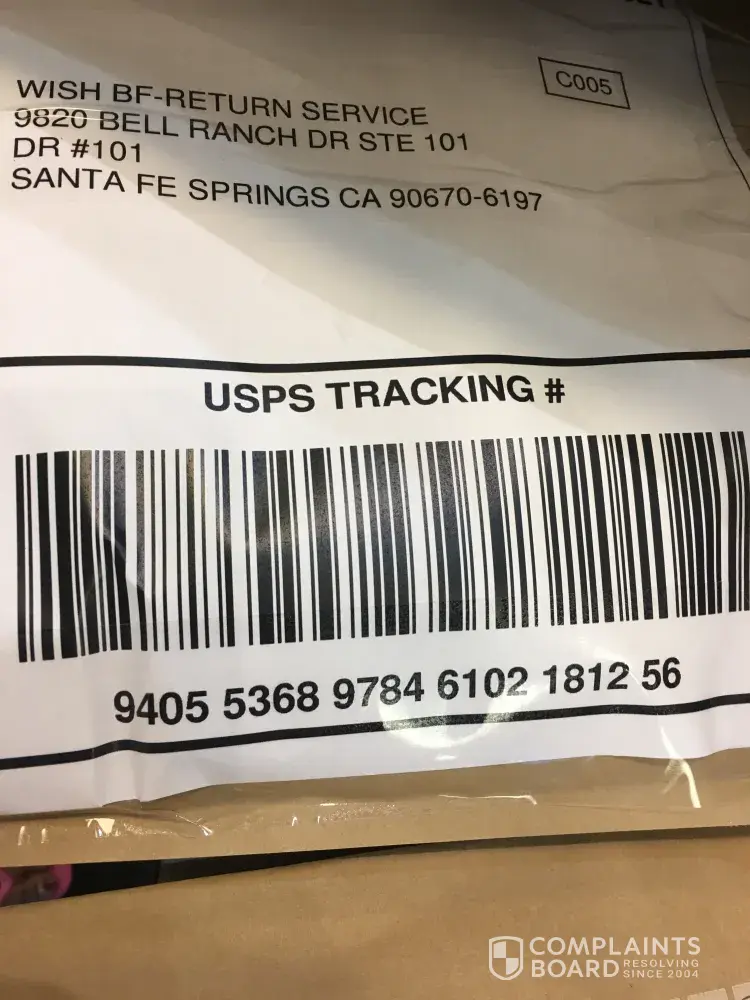 C005
WISH BF-RETURN SERVICE
9820 BELL RANCH DR STE 101
DR #101
SANTA FE SPRINGS CA 90670-6197
USPS TRACKING #
9405 5368 9784 6102 1812 56
COMPLAINTS
BOARD RESOLVING
SINCE 2004